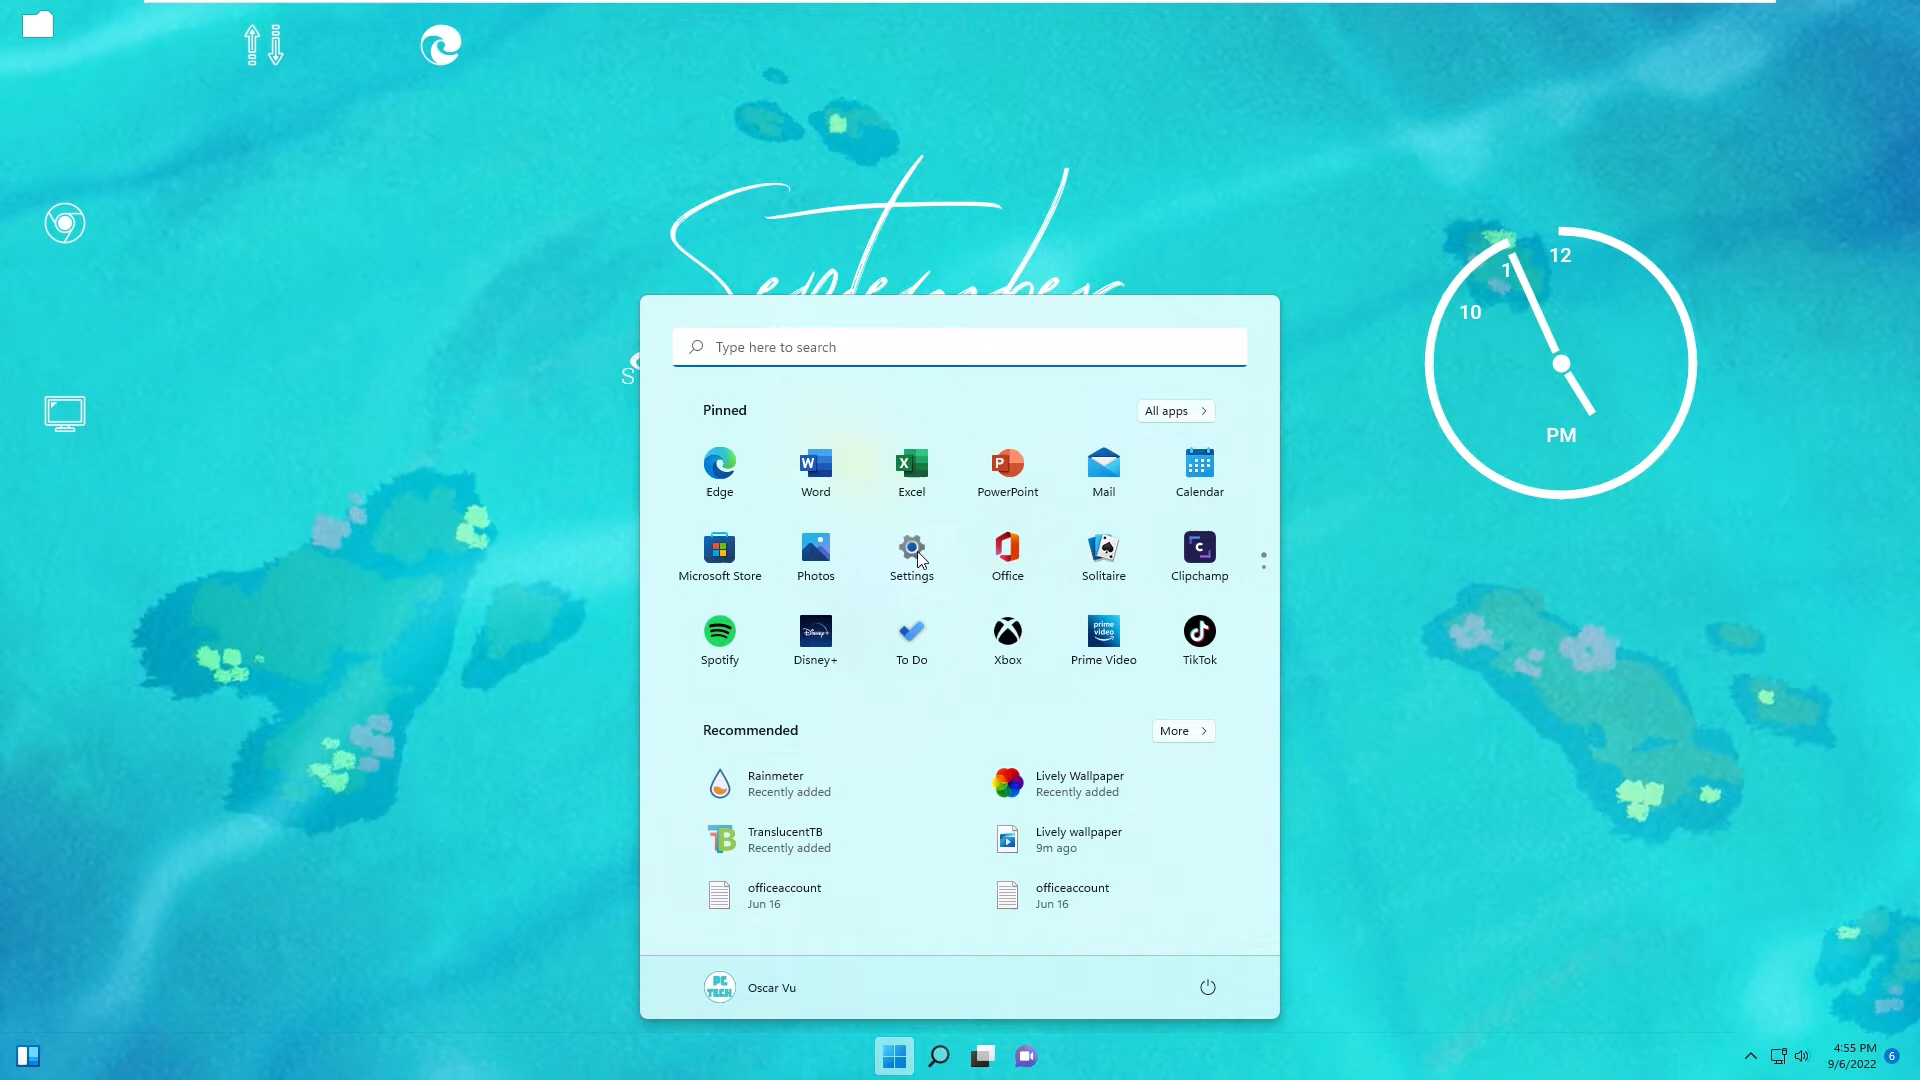 September
12
1
10
PM
Type here to search
Pinned
All apps
Edge
Word
Excel
PowerPoint
Mail
Calendar
Microsoft Store
Photos
Settings
Office
Solitaire
Clipchamp
Spotify
Disney+
To Do
Xbox
Prime Video
TikTok
Recommended
More
Rainmeter
Recently added
Lively Wallpaper
Recently added
TranslucentTB
Recently added
Lively wallpaper
9m ago
officeaccount
Jun 16
officeaccount
Jun 16
PC
TECH
Oscar Vu
4:55 PM
9/6/2022
6